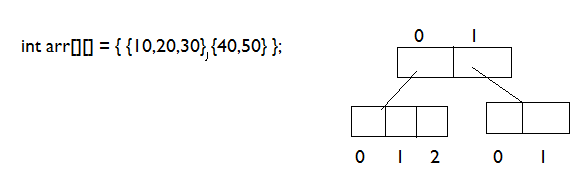 int arr[][] = { {10,20,30},{40,50} };
0 1
0 1 2 0 1